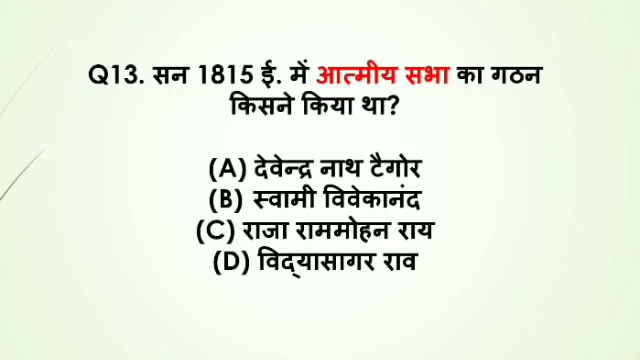 Q13. सन 1815 ई. में आत्मीय सभा का गठन
किसने किया था?
(A) देवेन्द्र नाथ टैगोर
(B) स्वामी विवेकानंद
(C) राजा राममोहन राय
(D) विद्यासागर राव